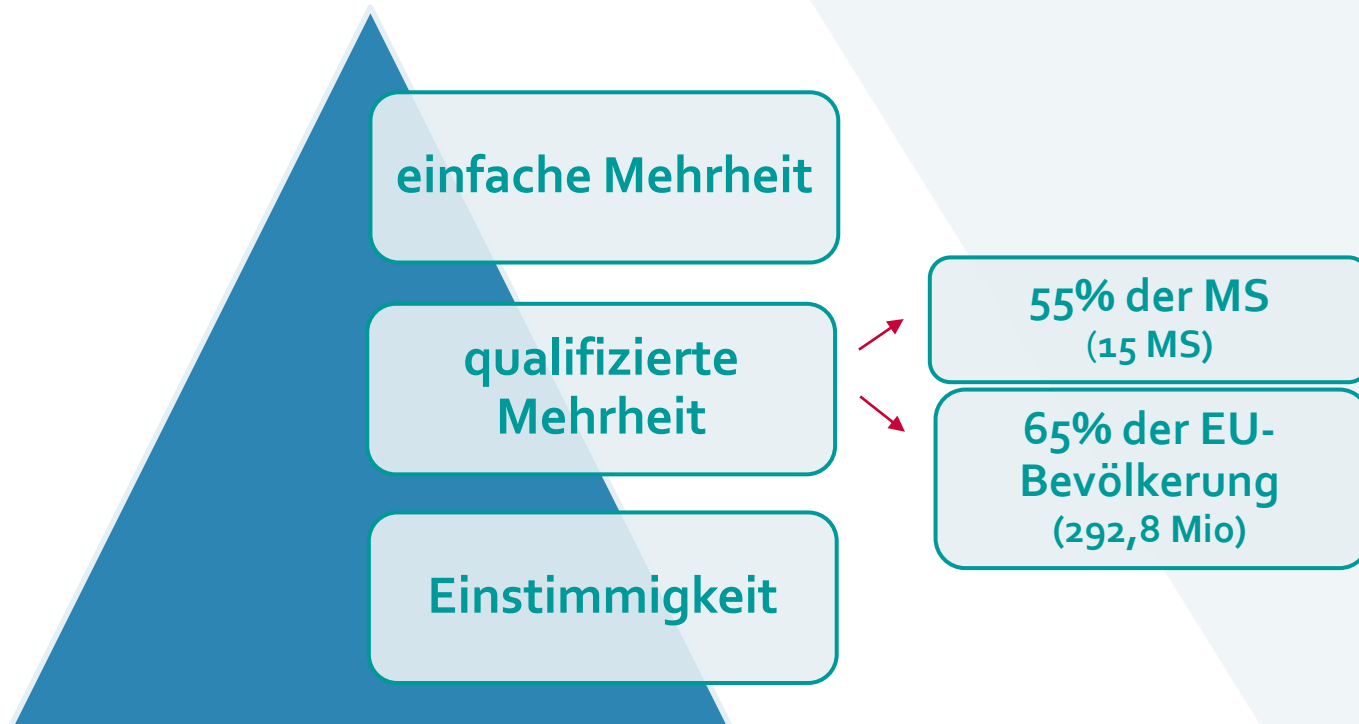 einfache Mehrheit
qualifizierte
Mehrheit
Einstimmigkeit
55% der MS
(15 MS)
65% der EU-
Bevölkerung
(292,8 Mio)